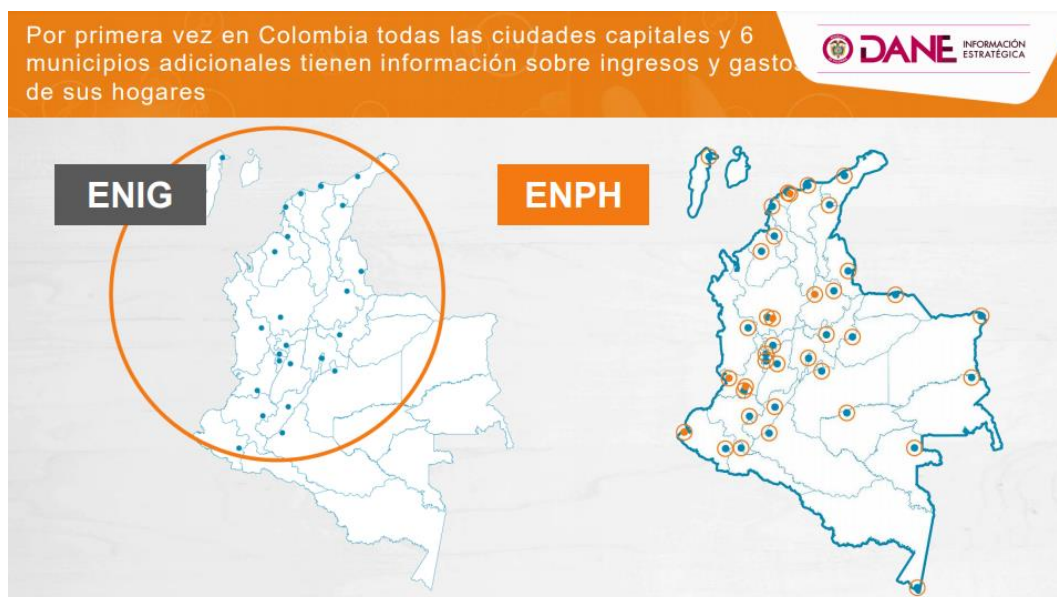 Por primera vez en Colombia todas las ciudades capitales y 6
municipios adicionales tienen información sobre ingresos y gastos
de sus hogares
DANE
INFORMACIÓN
ESTRATÉGICA
ENIG
ENPH